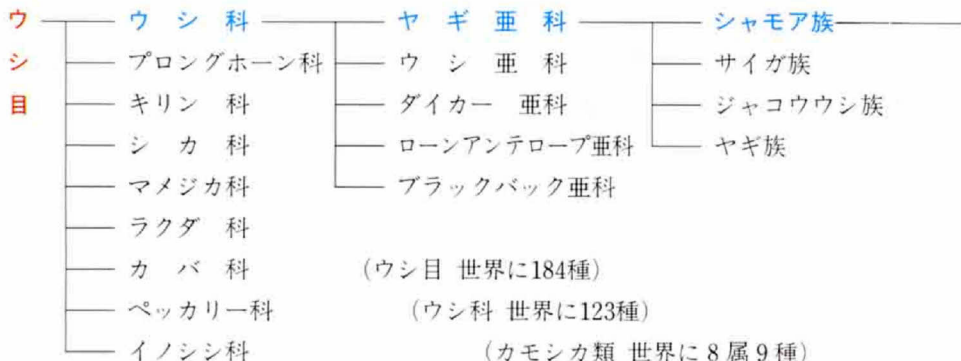 ウシ目 ウシ科 ヤギ亜科 シャモア族
プロングホーン科 ウシ亜科 サイガ族
キリン科 ダイカー亜科 ジャコウウシ族
シカ科 ローンアンテロープ亜科 ヤギ族
マメジカ科 ブラックバック亜科
ラクダ科
カバ科 (ウシ目 世界に184種)
ペッカリー科 (ウシ科 世界に123種)
イノシシ科 (カモシカ類 世界に8属9種)